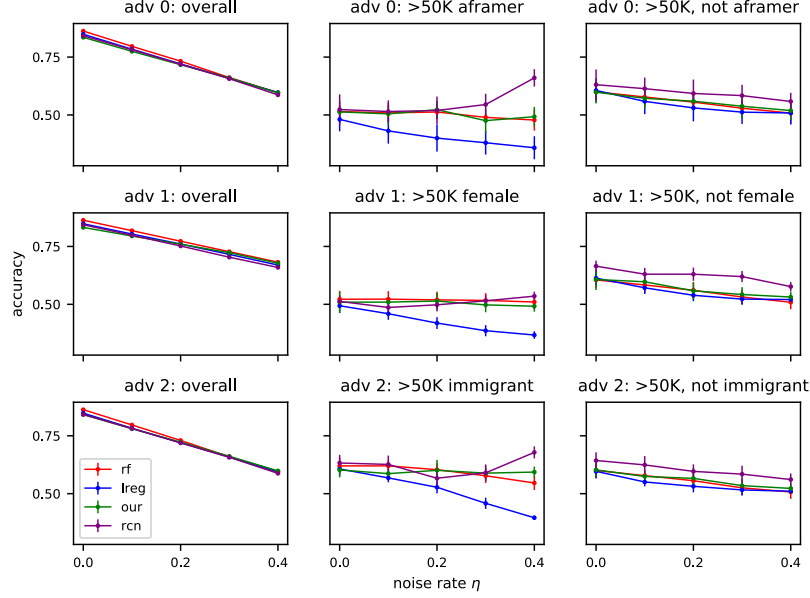 adv 0: overall
adv 0: >50K aframer
adv 0: >50K, not aframer
0.75
0.50
adv 1: overall
adv 1: >50K female
adv 1: >50K, not female
accuracy
0.75
0.50
adv 2: overall
adv 2: >50K immigrant
adv 2: >50K, not immigrant
0.75
0.50
rf
lreg
our
rcn
0.0 0.2 0.4
0.0 0.2 0.4
0.0 0.2 0.4
noise rate η